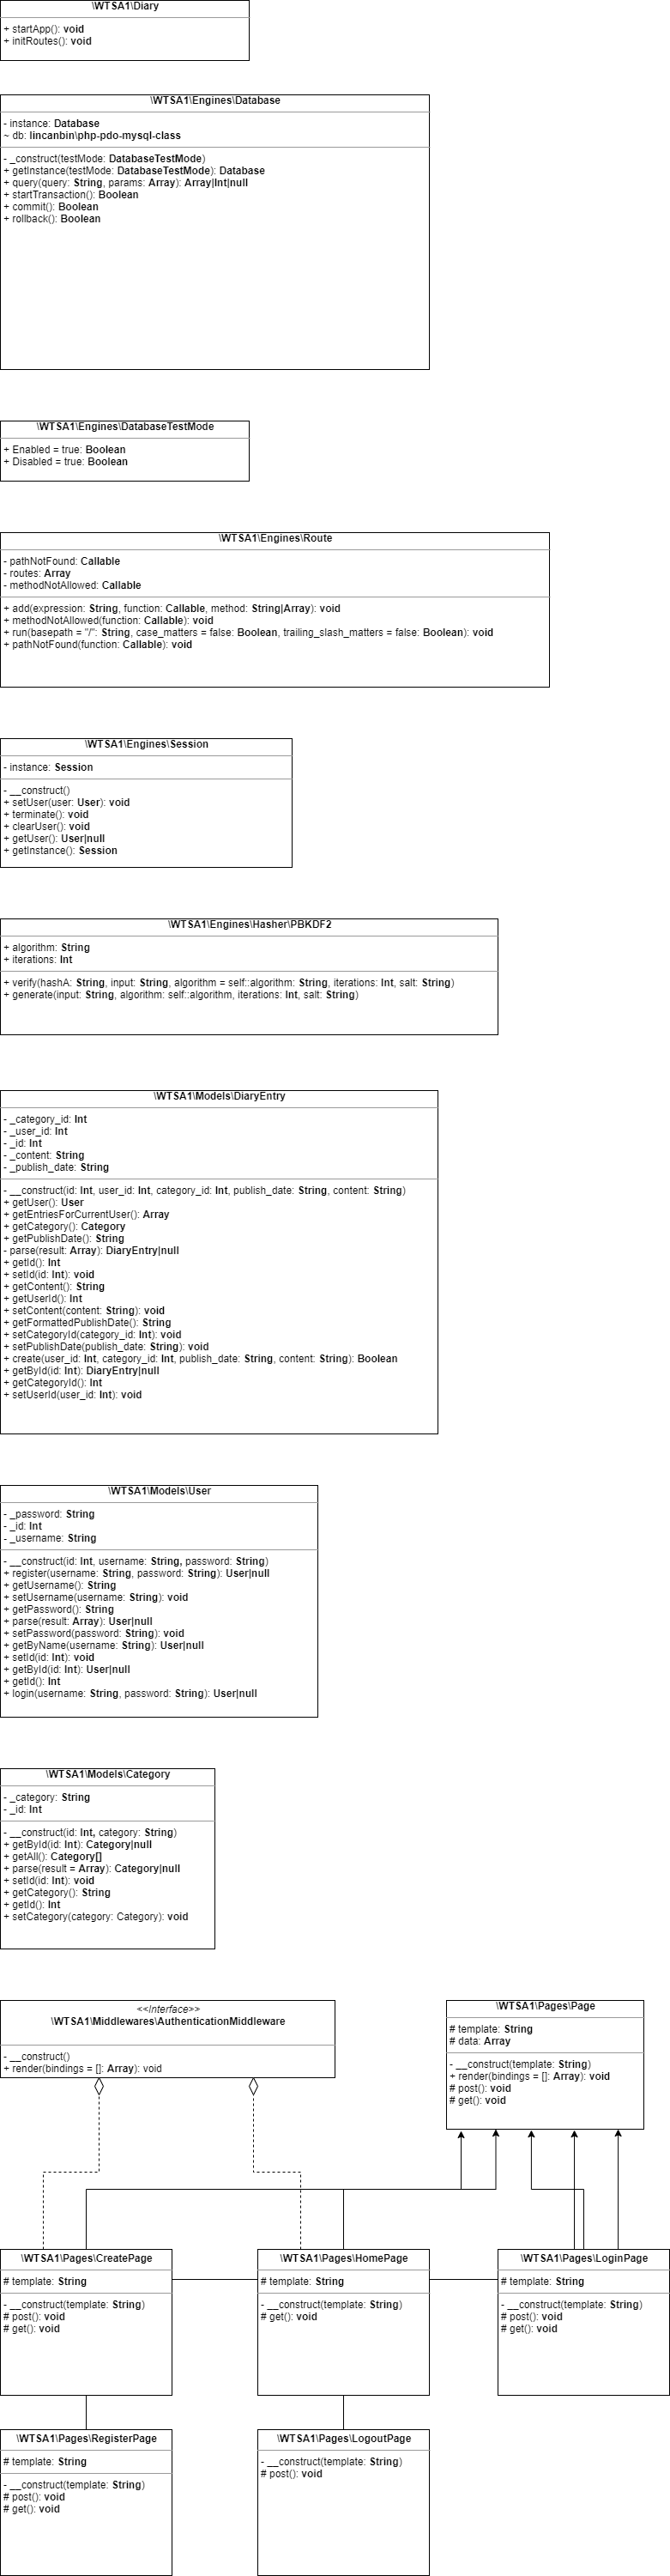 \WTSA1\Diary
+ startApp(): void
+ initRoutes(): void
\WTSA1\Engines\Database
- instance: Database
~ db: lincanbin\php-pdo-mysql-class
- _construct(testMode: DatabaseTestMode)
+ getInstance(testMode: DatabaseTestMode): Database
+ query(query: String, params: Array): Array|Int|null
+ startTransaction(): Boolean
+ commit(): Boolean
+ rollback(): Boolean
\WTSA1\Engines\DatabaseTestMode
+ Enabled = true: Boolean
+ Disabled = true: Boolean
\WTSA1\Engines\Route
- pathNotFound: Callable
- routes: Array
- methodNotAllowed: Callable
+ add(expression: String, function: Callable, method: String|Array): void
+ methodNotAllowed(function: Callable): void
+ run(basepath = "/": String, case_matters = false: Boolean, trailing_slash_matters = false: Boolean): void
+ pathNotFound(function: Callable): void
\WTSA1\Engines\Session
- instance: Session
- __construct()
+ setUser(user: User): void
+ terminate(): void
+ clearUser(): void
+ getUser(): User|null
+ getInstance(): Session
\WTSA1\Engines\Hasher\PBKDF2
+ algorithm: String
+ iterations: Int
+ verify(hashA: String, input: String, algorithm = self::algorithm: String, iterations: Int, salt: String)
+ generate(input: String, algorithm: self::algorithm, iterations: Int, salt: String)
\WTSA1\Models\DiaryEntry
- _category_id: Int
- _user_id: Int
- _id: Int
- _content: String
- _publish_date: String
- __construct(id: Int, user_id: Int, category_id: Int, publish_date: String, content: String)
+ getUser(): User
+ getEntriesForCurrentUser(): Array
+ getCategory(): Category
+ getPublishDate(): String
- parse(result: Array): DiaryEntry|null
+ getId(): Int
+ setId(id: Int): void
+ getContent(): String
+ getUserId(): Int
+ setContent(content: String): void
+ getFormattedPublishDate(): String
+ setCategoryId(category_id: Int): void
+ setPublishDate(publish_date: String): void
+ create(user_id: Int, category_id: Int, publish_date: String, content: String): Boolean
+ getById(id: Int): DiaryEntry|null
+ getCategoryId(): Int
+ setUserId(user_id: Int): void
\WTSA1\Models\User
- _password: String
- _id: Int
- _username: String
- __construct(id: Int, username: String, password: String)
+ register(username: String, password: String): User|null
+ getUsername(): String
+ setUsername(username: String): void
+ getPassword(): String
+ parse(result: Array): User|null
+ setPassword(password: String): void
+ getByName(username: String): User|null
+ setId(id: Int): void
+ getById(id: Int): User|null
+ getId(): Int
+ login(username: String, password: String): User|null
\WTSA1\Models\Category
- _category: String
- _id: Int
- __construct(id: Int, category: String)
+ getById(id: Int): Category|null
+ getAll(): Category[]
+ parse(result = Array): Category|null
+ setId(id: Int): void
+ getCategory(): String
+ getId(): Int
+ setCategory(category: Category): void
<<Interface>>
\WTSA1\Middlewares\AuthenticationMiddleware
- __construct()
+ render(bindings = []: Array): void
\WTSA1\Pages\Page
# template: String
# data: Array
- __construct(template: String)
+ render(bindings = []: Array): void
# post(): void
# get(): void
\WTSA1\Pages\CreatePage
# template: String
- __construct(template: String)
# post(): void
# get(): void
\WTSA1\Pages\HomePage
# template: String
- __construct(template: String)
# get(): void
\WTSA1\Pages\LoginPage
# template: String
- __construct(template: String)
# post(): void
# get(): void
\WTSA1\Pages\RegisterPage
# template: String
- __construct(template: String)
# post(): void
# get(): void
\WTSA1\Pages\LogoutPage
- __construct(template: String)
# post(): void